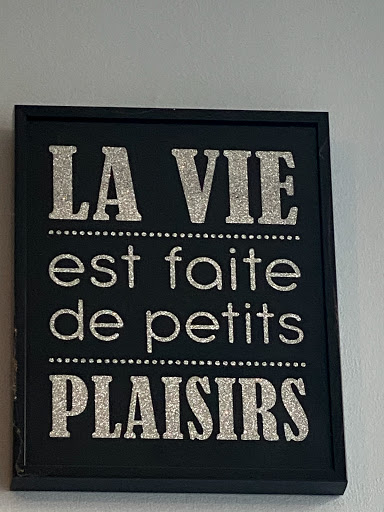 LA VIE
est faite
de petits
PLAISIRS